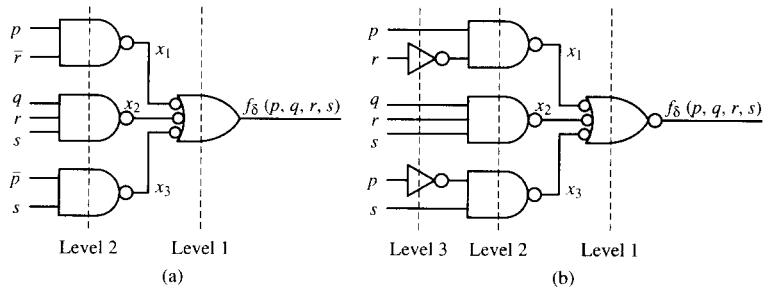 p
r̄
x₁
q
r
s
x₂
f_δ (p, q, r, s)
p̄
s
x₃
Level 2
Level 1
(a)
p
r
x₁
q
r
s
x₂
f_δ (p, q, r, s)
p
s
x₃
Level 3
Level 2
Level 1
(b)